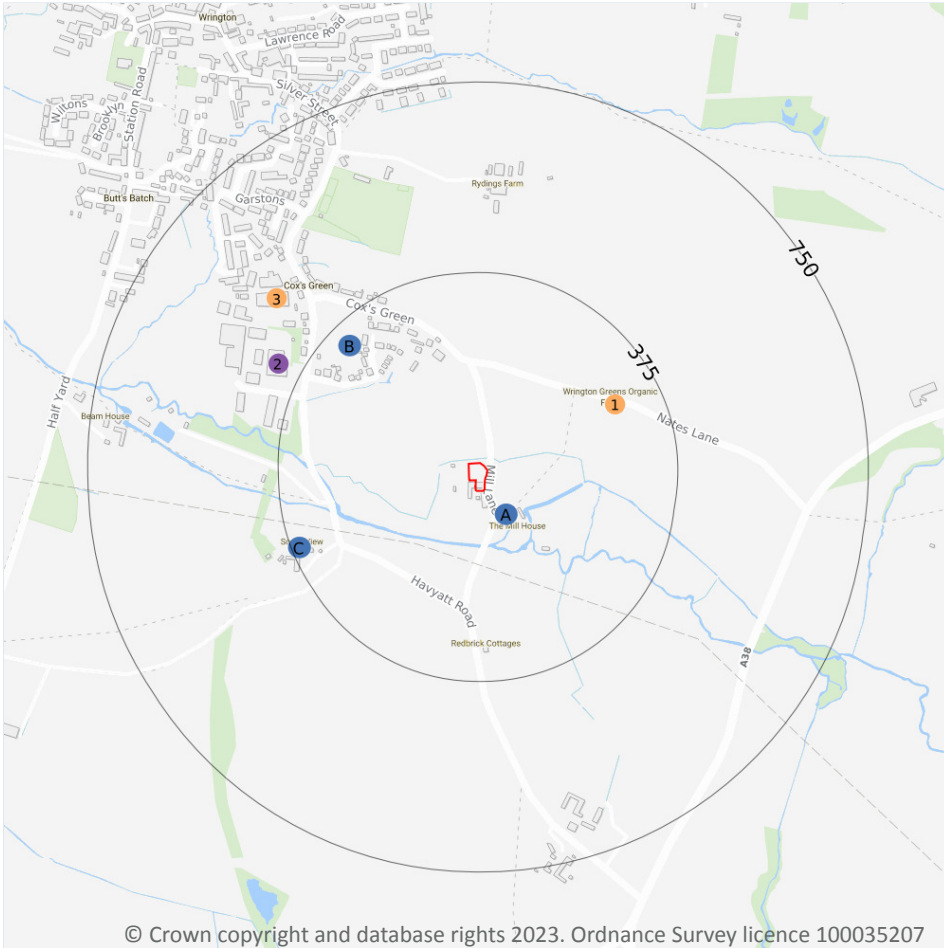 Wrington
Lawrence Road
Silver Street
Wiltons
Brooklyn
Station Road
Rydings Farm
Butt's Batch
Garstons
750
Cox's Green
3
Cox's Green
B
375
2
Wrington Greens Organic
1
Half Yard
Nates Lane
Beam House
Mill Lane
A
The Mill House
C
Havyatt Road
Redbrick Cottages
A38
© Crown copyright and database rights 2023. Ordnance Survey licence 100035207